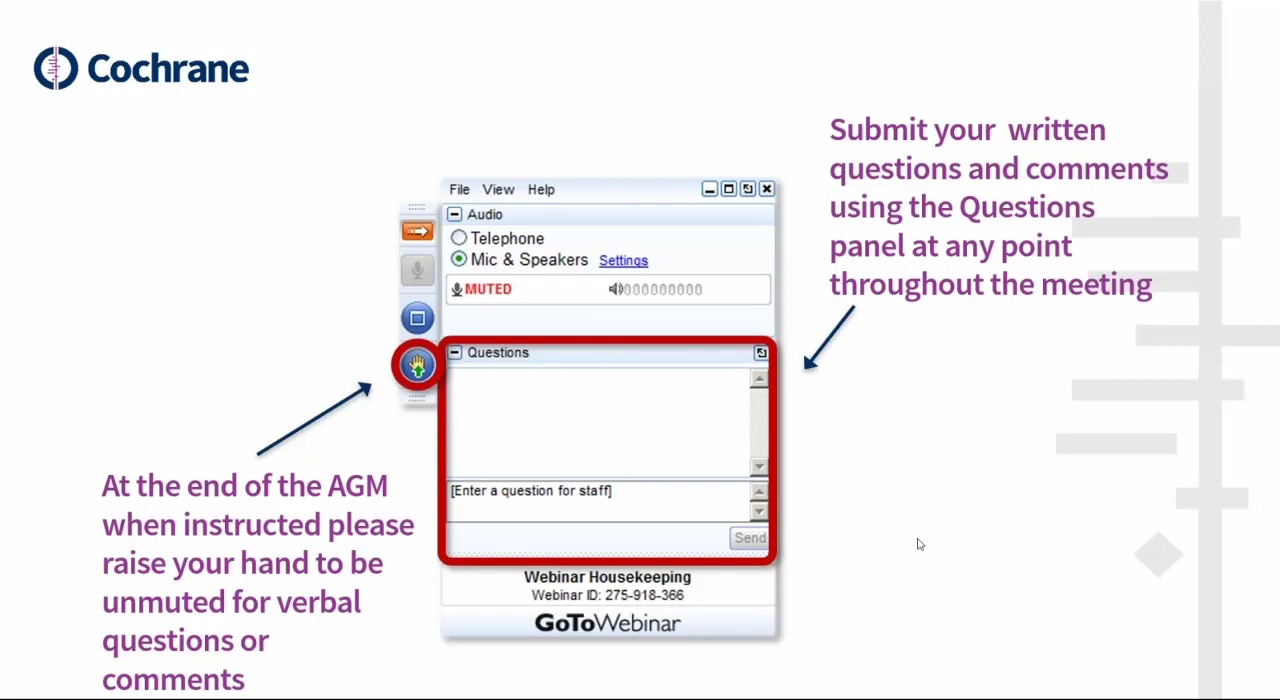 Cochrane
Submit your written
questions and comments
using the Questions
panel at any point
throughout the meeting
File View Help
Audio
Telephone
Mic & Speakers Settings
MUTED 000000000
Questions
[Enter a question for staff]
Send
Webinar Housekeeping
Webinar ID: 275-918-366
GoToWebinar
At the end of the AGM
when instructed please
raise your hand to be
unmuted for verbal
questions or
comments